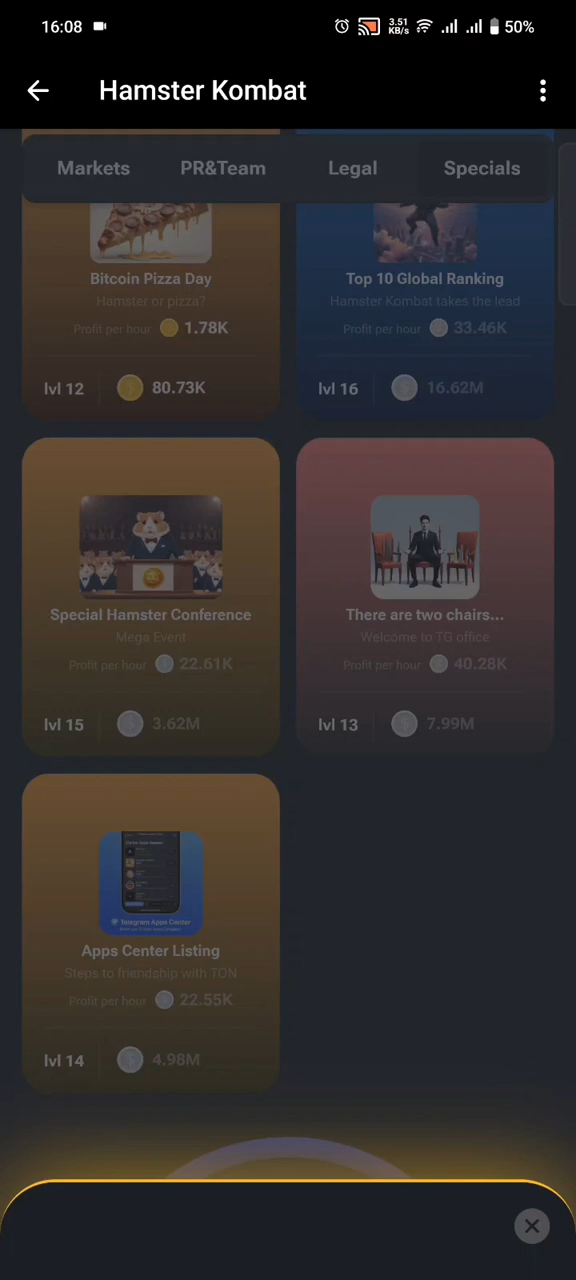 16:08
3.51
KB/s
50%
Hamster Kombat
Markets
PR&Team
Legal
Specials
Bitcoin Pizza Day
Hamster or pizza?
Profit per hour 1.78K
lvl 12 80.73K
Top 10 Global Ranking
Hamster Kombat takes the lead
Profit per hour 33.46K
lvl 16 16.62M
Special Hamster Conference
Mega Event
Profit per hour 22.61K
lvl 15 3.62M
There are two chairs...
Welcome to TG office
Profit per hour 40.28K
lvl 13 7.99M
Telegram Apps Center
Apps Center Listing
Steps to friendship with TON
Profit per hour 22.55K
lvl 14 4.98M